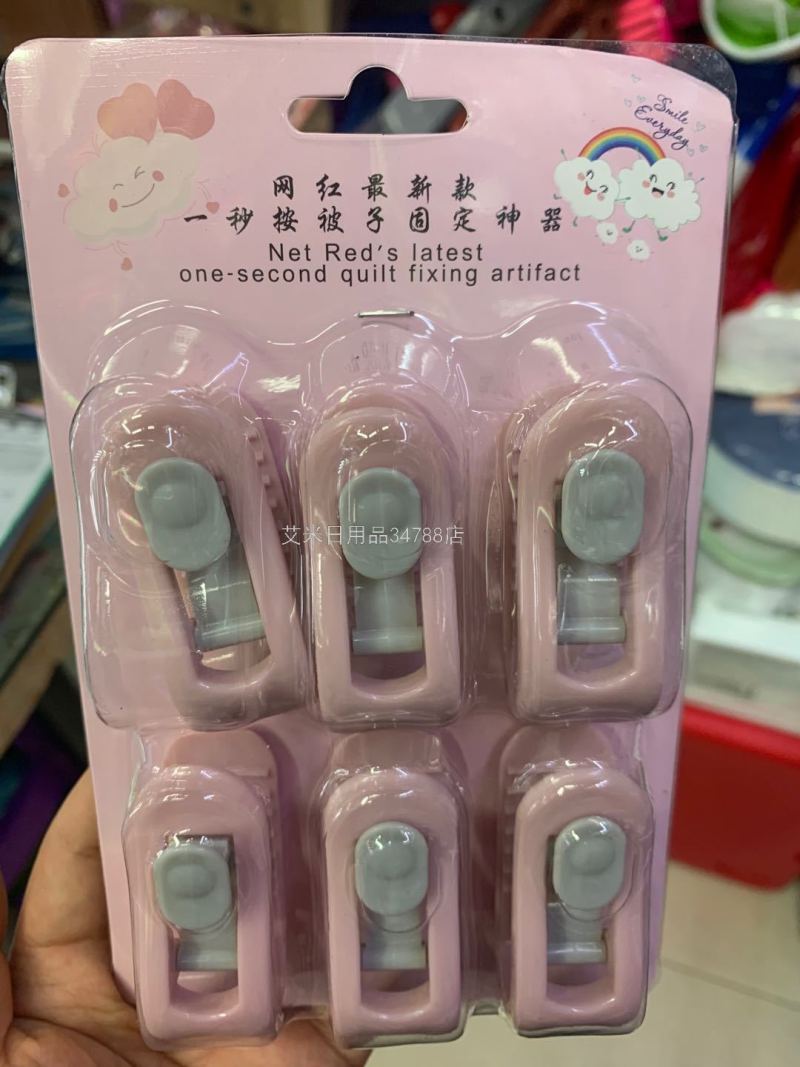 Smile
Everyday
网红最新款
一秒按被子固定神器
Net Red's latest
one-second quilt fixing artifact
艾米日用品34788店